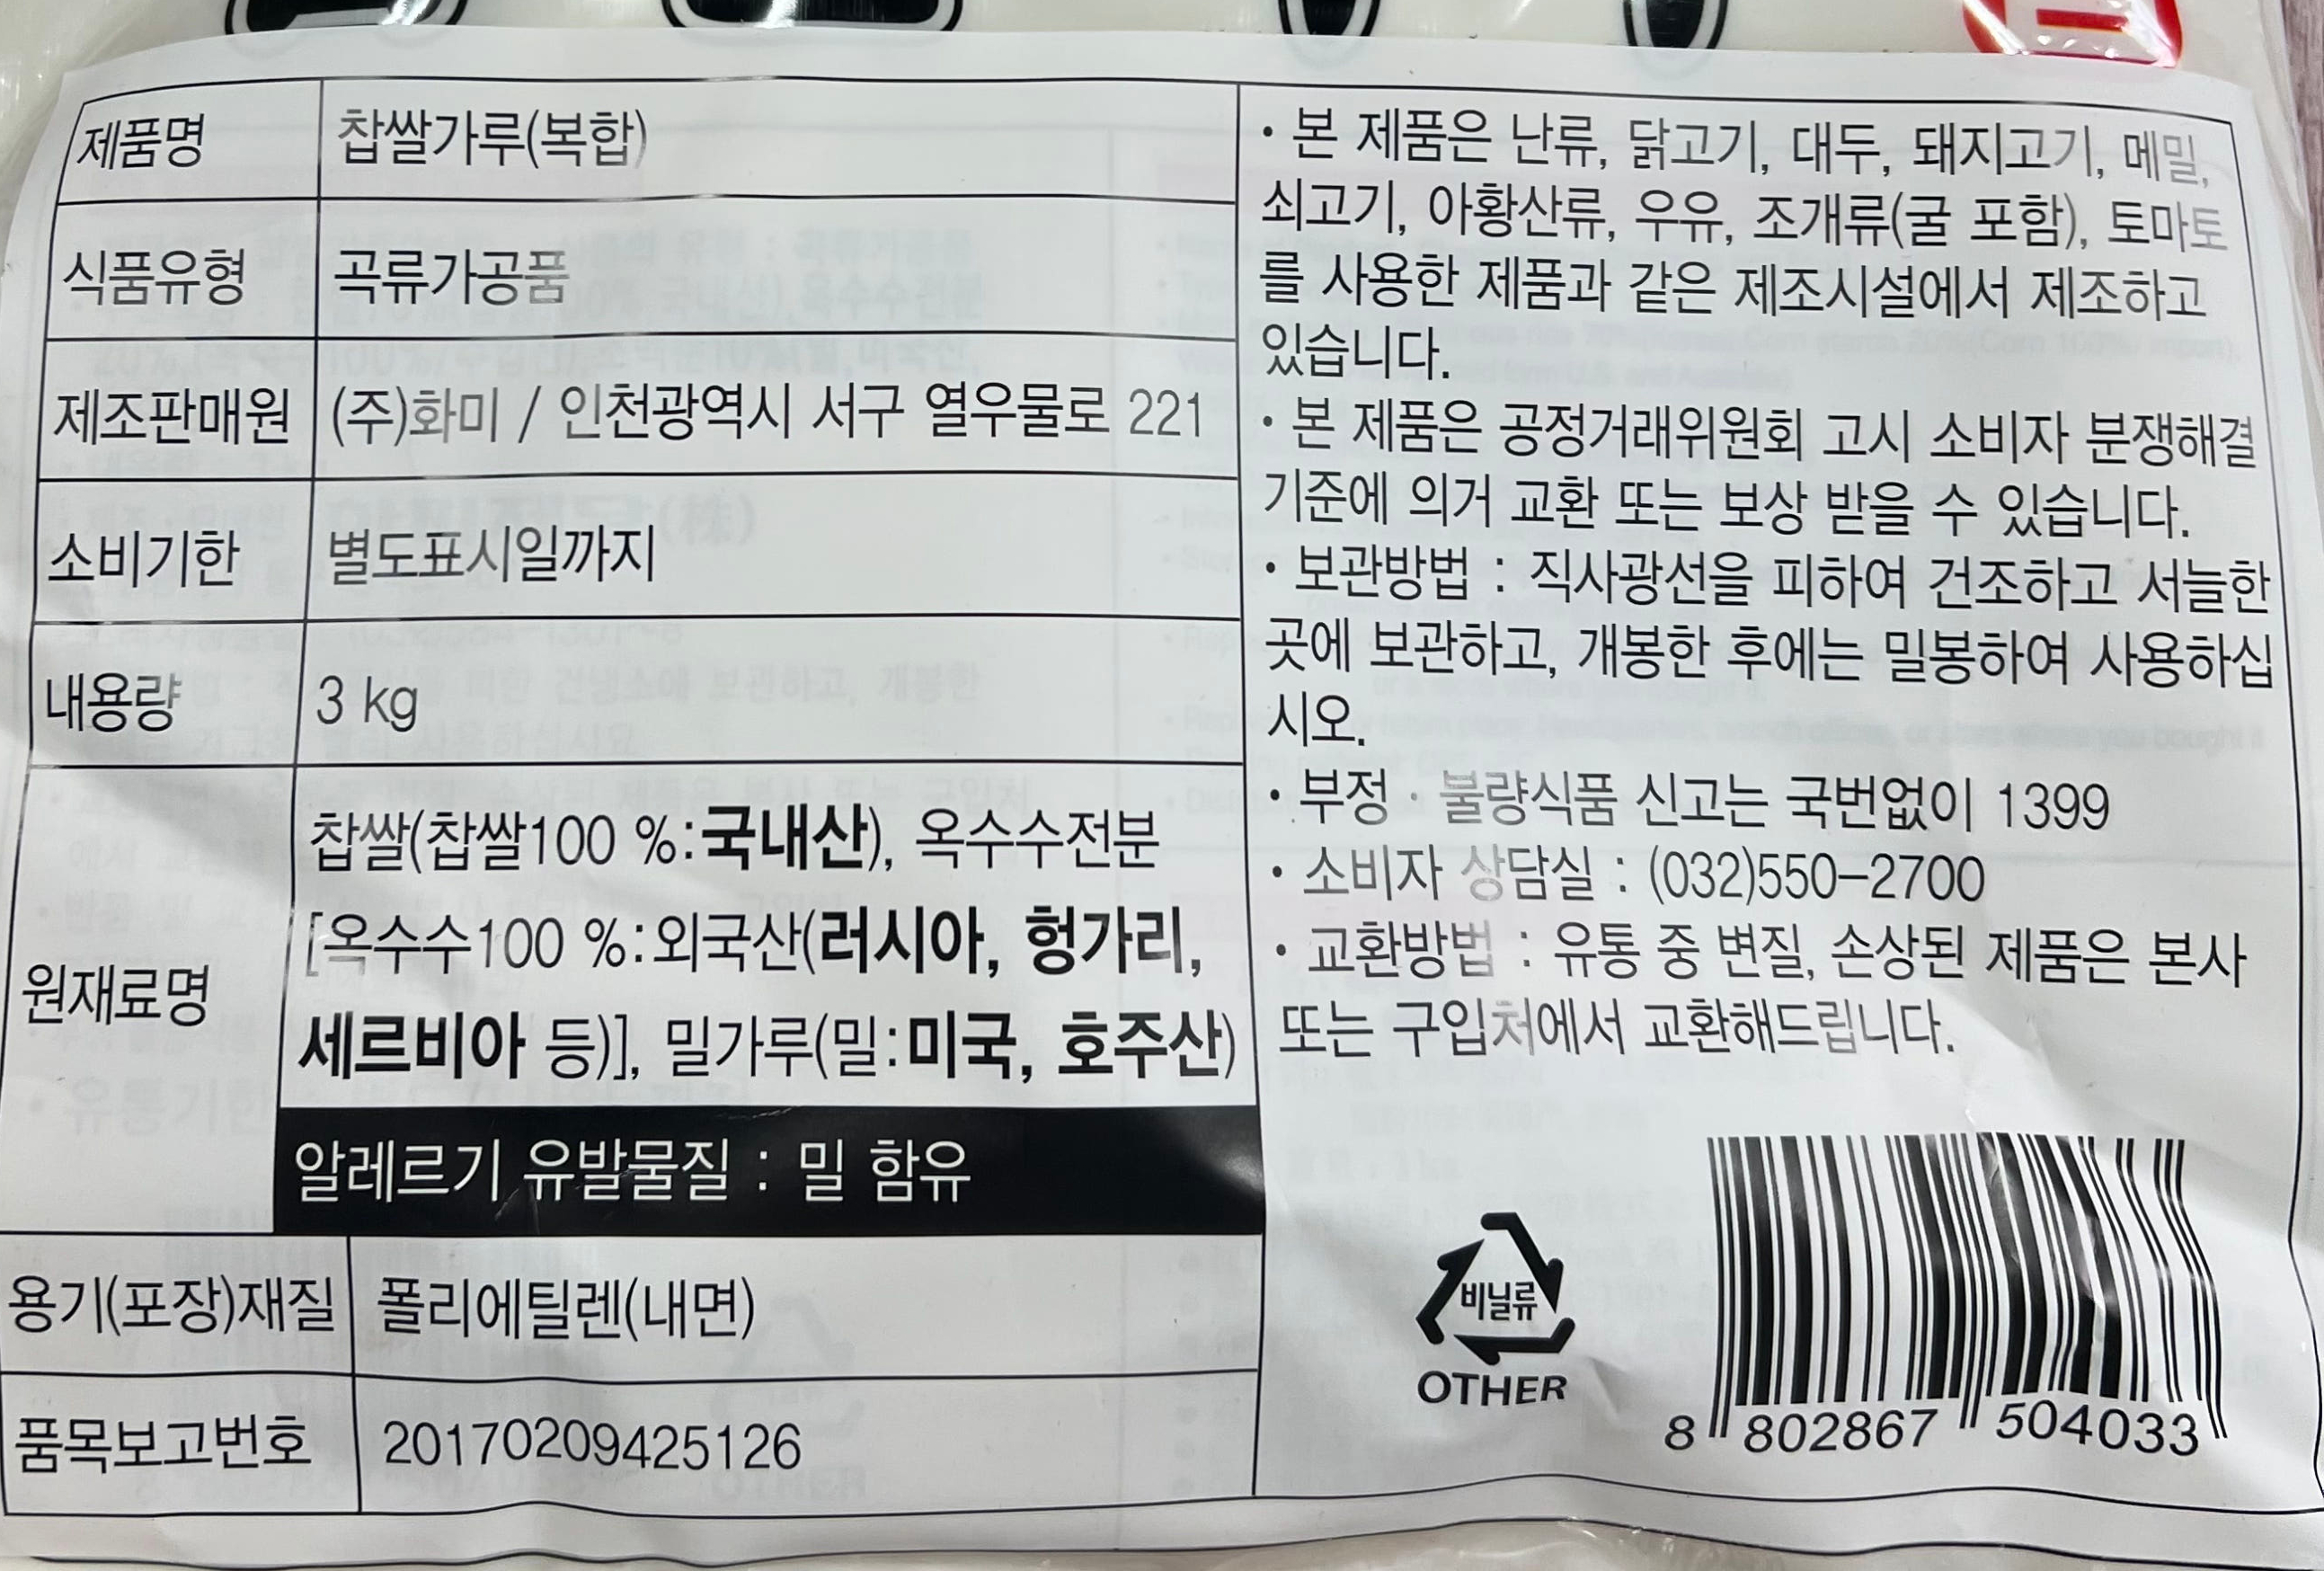 제품명 찹쌀가루(복합)
식품유형 곡류가공품
제조판매원 (주)화미 / 인천광역시 서구 열우물로 221
소비기한 별도표시일까지
내용량 3 kg
원재료명
찹쌀(찹쌀100 %:국내산), 옥수수전분
[옥수수100 %:외국산(러시아, 헝가리,
세르비아 등)], 밀가루(밀:미국, 호주산)
알레르기 유발물질 : 밀 함유
용기(포장)재질 폴리에틸렌(내면)
품목보고번호 20170209425126
• 본 제품은 난류, 닭고기, 대두, 돼지고기, 메밀,
쇠고기, 아황산류, 우유, 조개류(굴 포함), 토마토
를 사용한 제품과 같은 제조시설에서 제조하고
있습니다.
• 본 제품은 공정거래위원회 고시 소비자 분쟁해결
기준에 의거 교환 또는 보상 받을 수 있습니다.
• 보관방법 : 직사광선을 피하여 건조하고 서늘한
곳에 보관하고, 개봉한 후에는 밀봉하여 사용하십
시오.
• 부정 · 불량식품 신고는 국번없이 1399
• 소비자 상담실 : (032)550-2700
• 교환방법 : 유통 중 변질, 손상된 제품은 본사
또는 구입처에서 교환해드립니다.
비닐류
OTHER
8 802867 504033